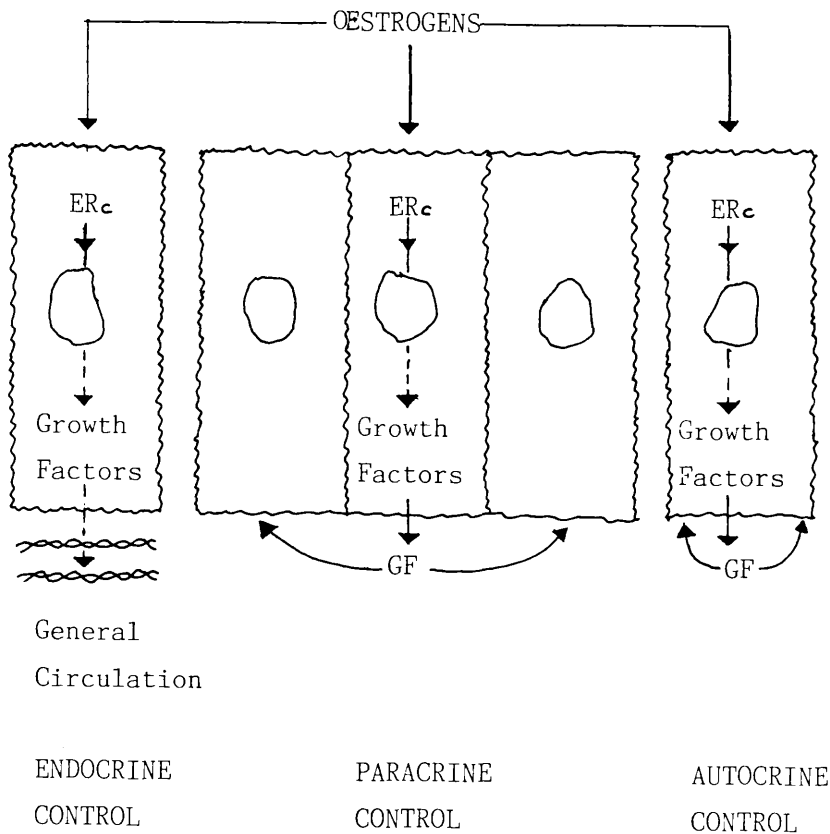 OESTROGENS
ERc
ERc
ERc
Growth
Factors
Growth
Factors
Growth
Factors
GF
GF
General
Circulation
ENDOCRINE
CONTROL
PARACRINE
CONTROL
AUTOCRINE
CONTROL